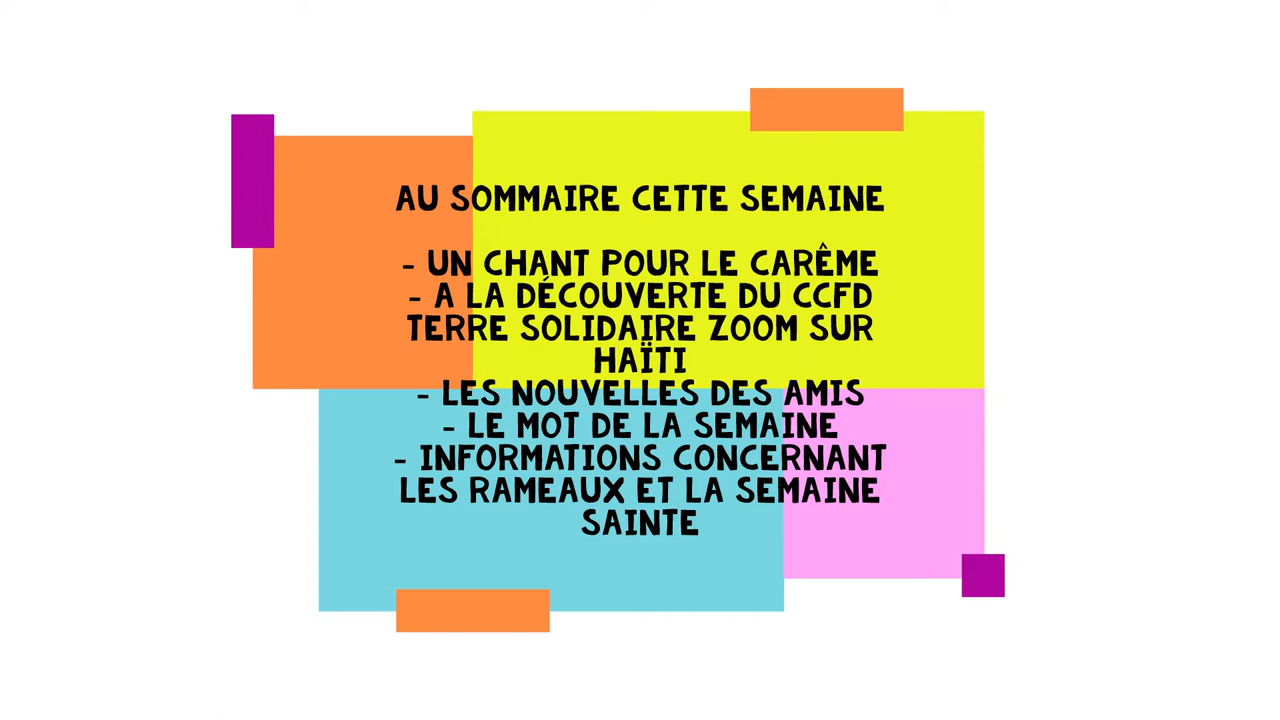 AU SOMMAIRE CETTE SEMAINE
- UN CHANT POUR LE CARÊME
- A LA DÉCOUVERTE DU CCFD
TERRE SOLIDAIRE ZOOM SUR
HAÏTI
- LES NOUVELLES DES AMIS
- LE MOT DE LA SEMAINE
- INFORMATIONS CONCERNANT
LES RAMEAUX ET LA SEMAINE
SAINTE